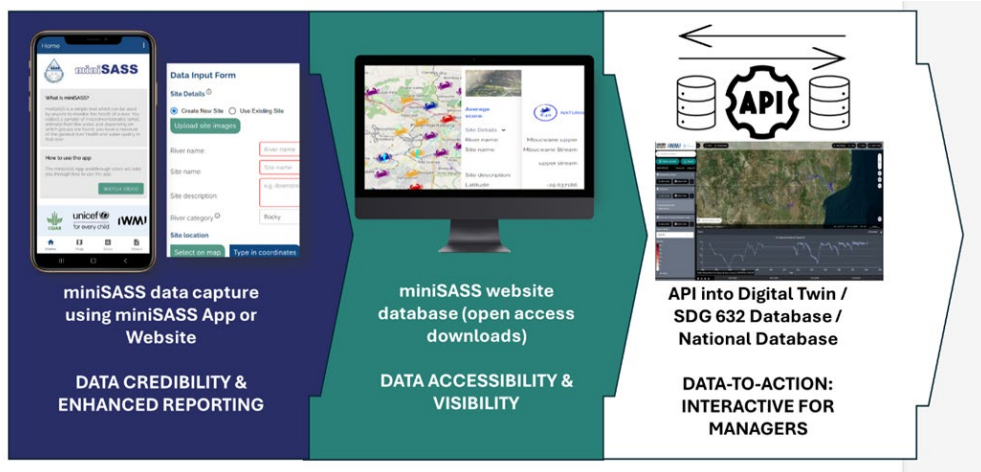 Home
miniSASS
What is miniSASS?
How to use the app
CGIAR
unicef
for every child
IWMI
Data Input Form
Site Details
Create New Site
Use Existing Site
Upload site images
River name:
River name
Site name:
Site name
Site description:
e.g. downstr
River category
Rocky
Site location
Select on map
Type in coordinates
miniSASS data capture
using miniSASS App or
Website
DATA CREDIBILITY &
ENHANCED REPORTING
Average
score:
NATUR
Site Details
River name:
Mbucwane upper
Site name:
Mbucwane Stream
upper stream
Site description:
Latitude:
miniSASS website
database (open access
downloads)
DATA ACCESSIBILITY &
VISIBILITY
API
API into Digital Twin /
SDG 632 Database /
National Database
DATA-TO-ACTION:
INTERACTIVE FOR
MANAGERS